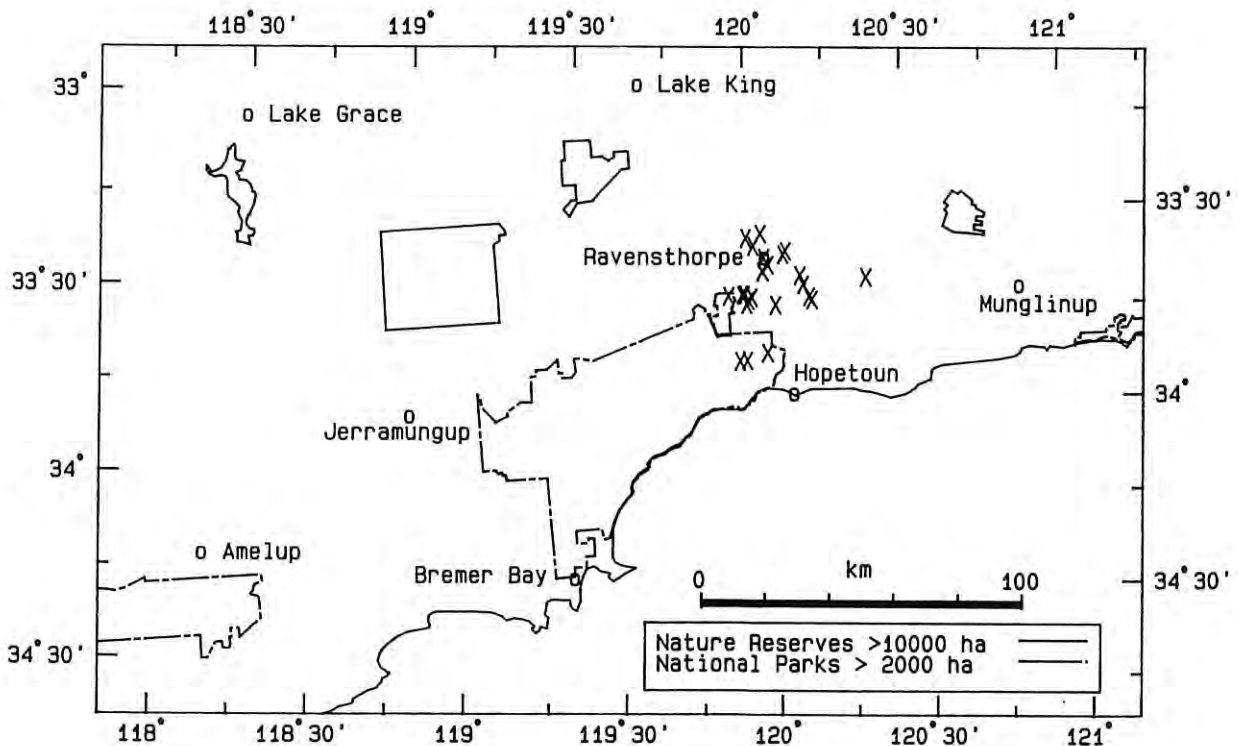 118° 30' 119° 119° 30' 120° 120° 30' 121°
33°
o Lake King
o Lake Grace
33° 30'
Ravensthorpe
33° 30'
Munglinup
Hopetoun
34°
Jerramungup
34°
o Amelup
Bremer Bay
0 km 100
34° 30'
Nature Reserves >10000 ha
National Parks > 2000 ha
34° 30'
118° 118° 30' 119° 119° 30' 120° 120° 30' 121°